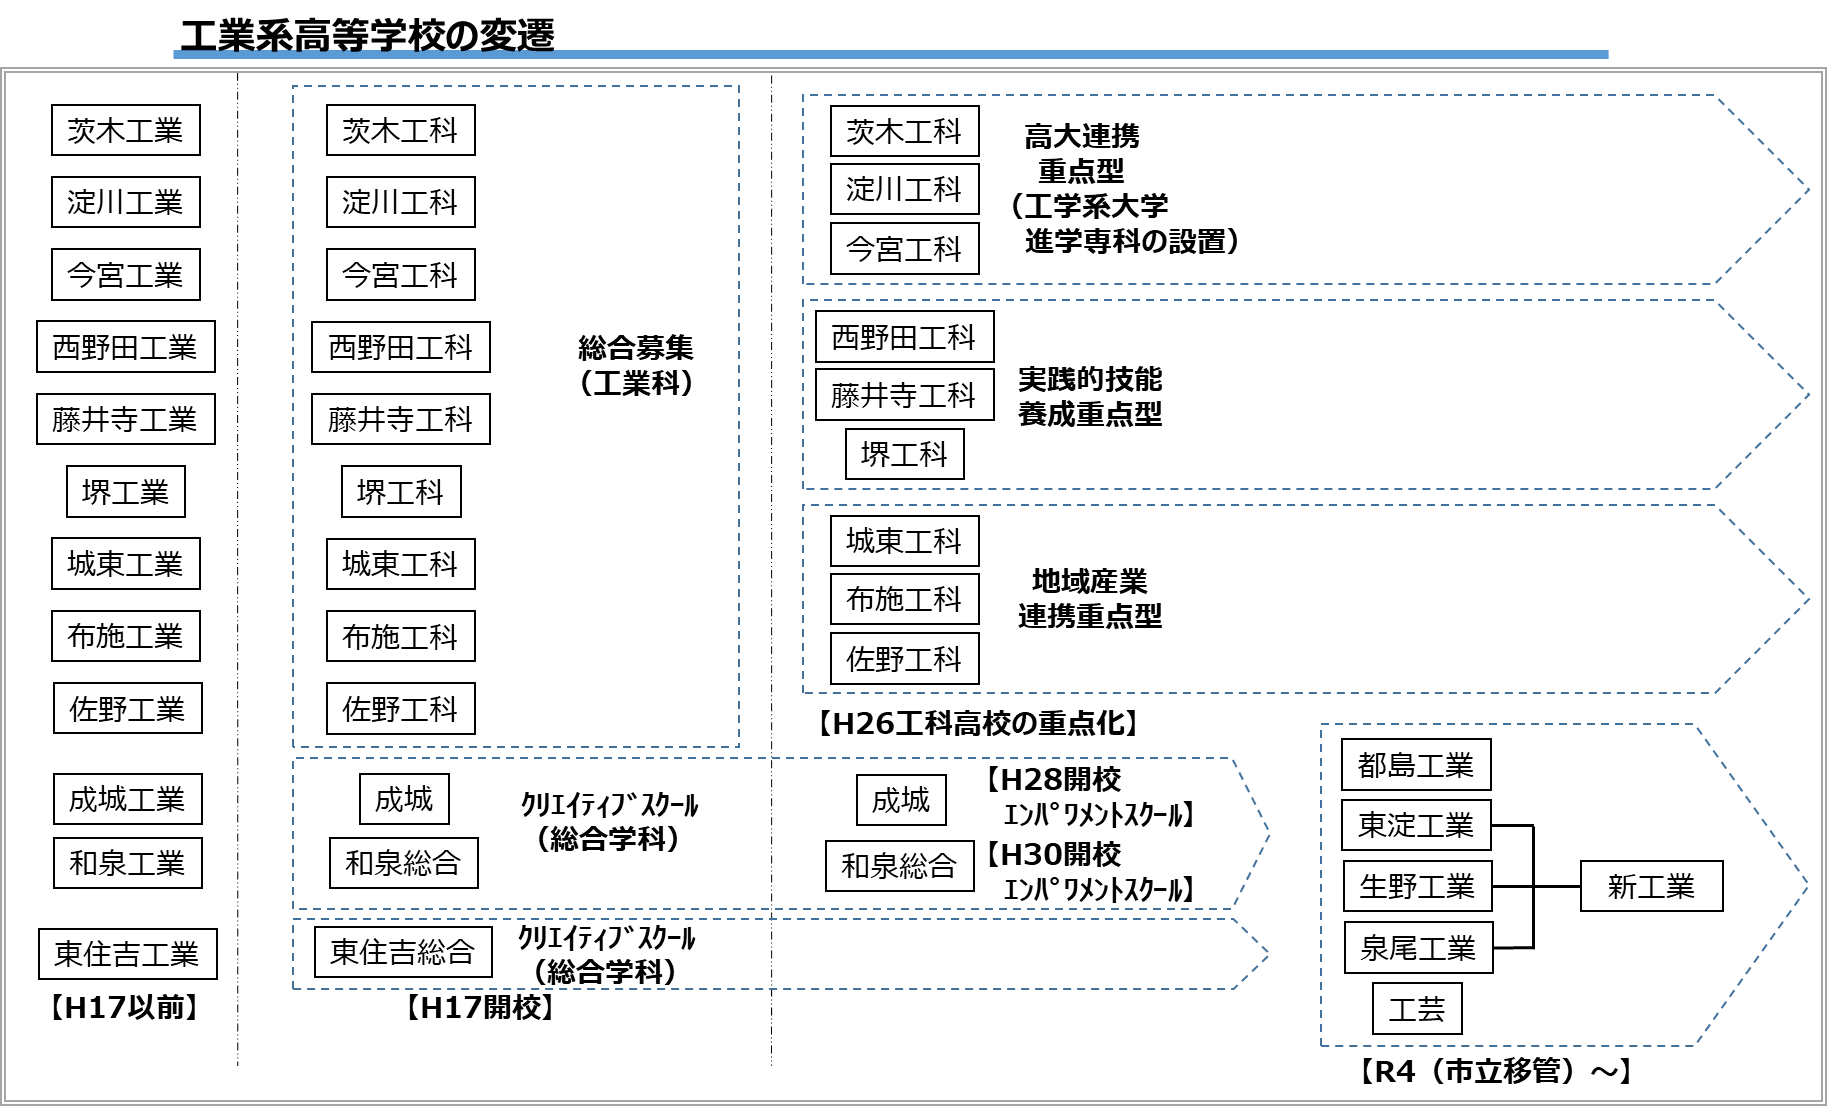 工業系高等学校の変遷
茨木工業
淀川工業
今宮工業
西野田工業
藤井寺工業
堺工業
城東工業
布施工業
佐野工業
成城工業
和泉工業
東住吉工業
【H17以前】
茨木工科
淀川工科
今宮工科
西野田工科
藤井寺工科
堺工科
城東工科
布施工科
佐野工科
総合募集
（工業科）
成城
和泉総合
ｸﾘｴｲﾃｨﾌﾞｽｸｰﾙ
（総合学科）
東住吉総合
ｸﾘｴｲﾃｨﾌﾞｽｸｰﾙ
（総合学科）
【H17開校】
茨木工科
淀川工科
今宮工科
高大連携
重点型
（工学系大学
進学専科の設置）
西野田工科
藤井寺工科
堺工科
実践的技能
養成重点型
城東工科
布施工科
佐野工科
地域産業
連携重点型
【H26工科高校の重点化】
成城
【H28開校
ｴﾝﾊﾟﾜﾒﾝﾄｽｸｰﾙ】
和泉総合
【H30開校
ｴﾝﾊﾟﾜﾒﾝﾄｽｸｰﾙ】
都島工業
東淀工業
生野工業
泉尾工業
工芸
新工業
【R4（市立移管）～】